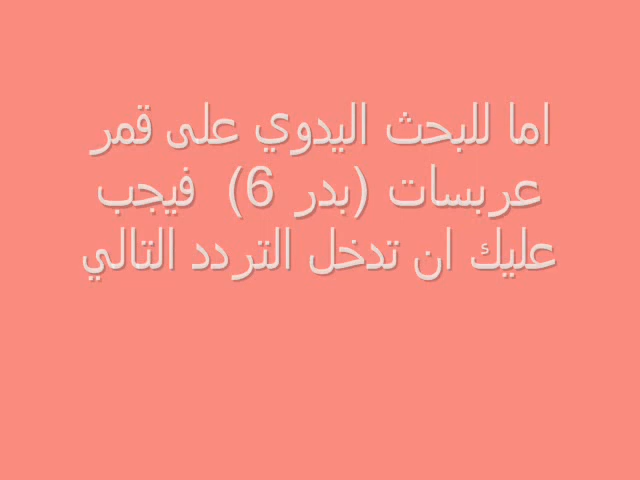 اما للبحث اليدوي على قمر
عربسات (بدر 6) فيجب
عليك ان تدخل التردد التالي